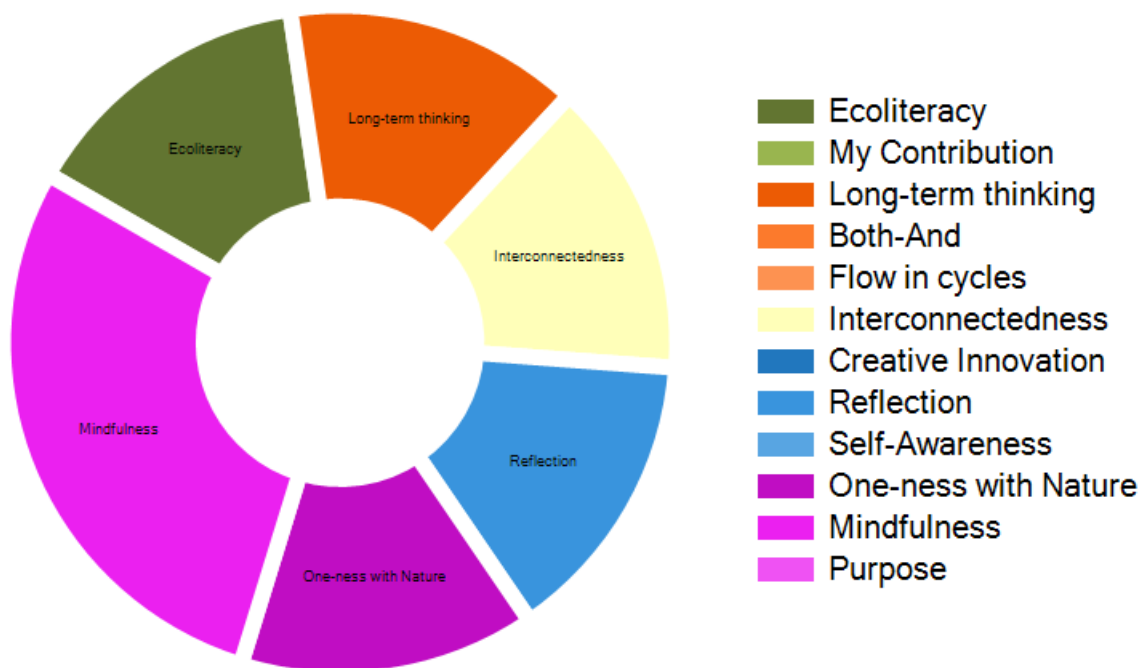 Long-term thinking
Ecoliteracy
Interconnectedness
Mindfulness
Reflection
One-ness with Nature
Ecoliteracy
My Contribution
Long-term thinking
Both-And
Flow in cycles
Interconnectedness
Creative Innovation
Reflection
Self-Awareness
One-ness with Nature
Mindfulness
Purpose